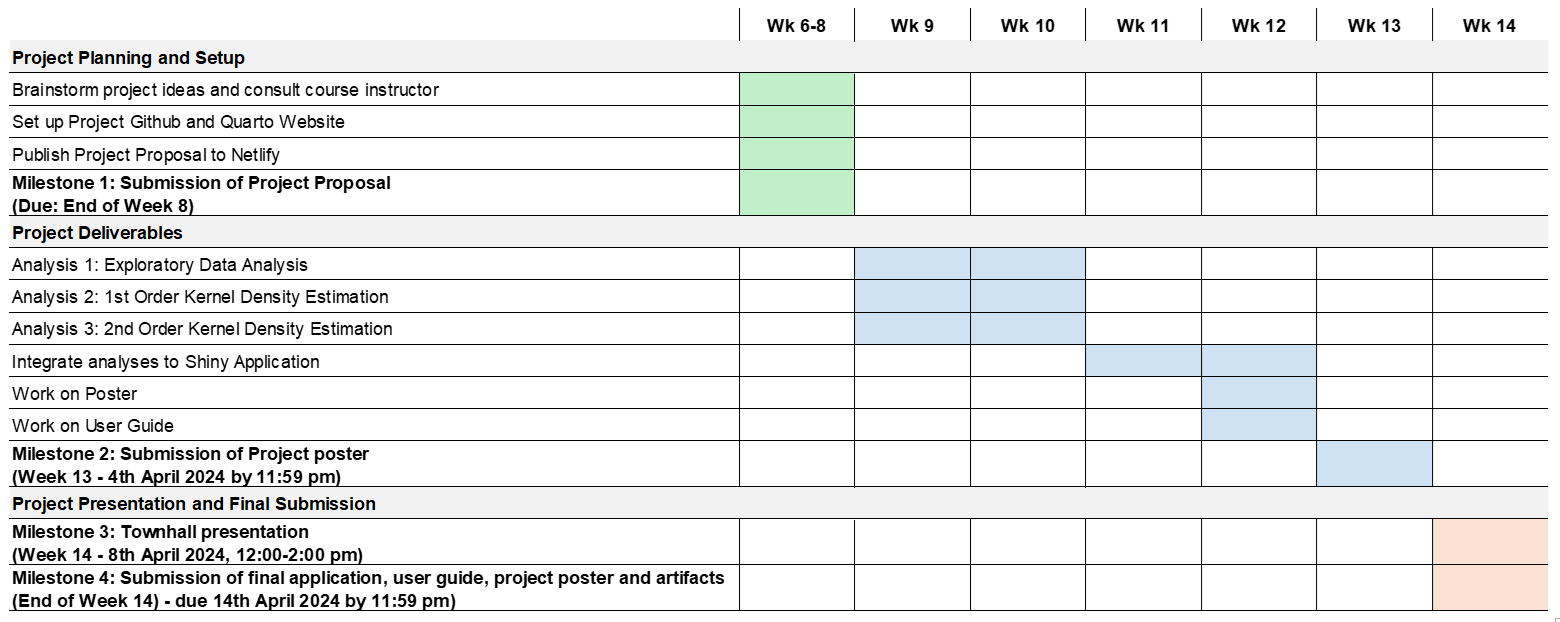 Wk 6-8 Wk 9 Wk 10 Wk 11 Wk 12 Wk 13 Wk 14
Project Planning and Setup
Brainstorm project ideas and consult course instructor
Set up Project Github and Quarto Website
Publish Project Proposal to Netlify
Milestone 1: Submission of Project Proposal
(Due: End of Week 8)
Project Deliverables
Analysis 1: Exploratory Data Analysis
Analysis 2: 1st Order Kernel Density Estimation
Analysis 3: 2nd Order Kernel Density Estimation
Integrate analyses to Shiny Application
Work on Poster
Work on User Guide
Milestone 2: Submission of Project poster
(Week 13 - 4th April 2024 by 11:59 pm)
Project Presentation and Final Submission
Milestone 3: Townhall presentation
(Week 14 - 8th April 2024, 12:00-2:00 pm)
Milestone 4: Submission of final application, user guide, project poster and artifacts
(End of Week 14) - due 14th April 2024 by 11:59 pm)